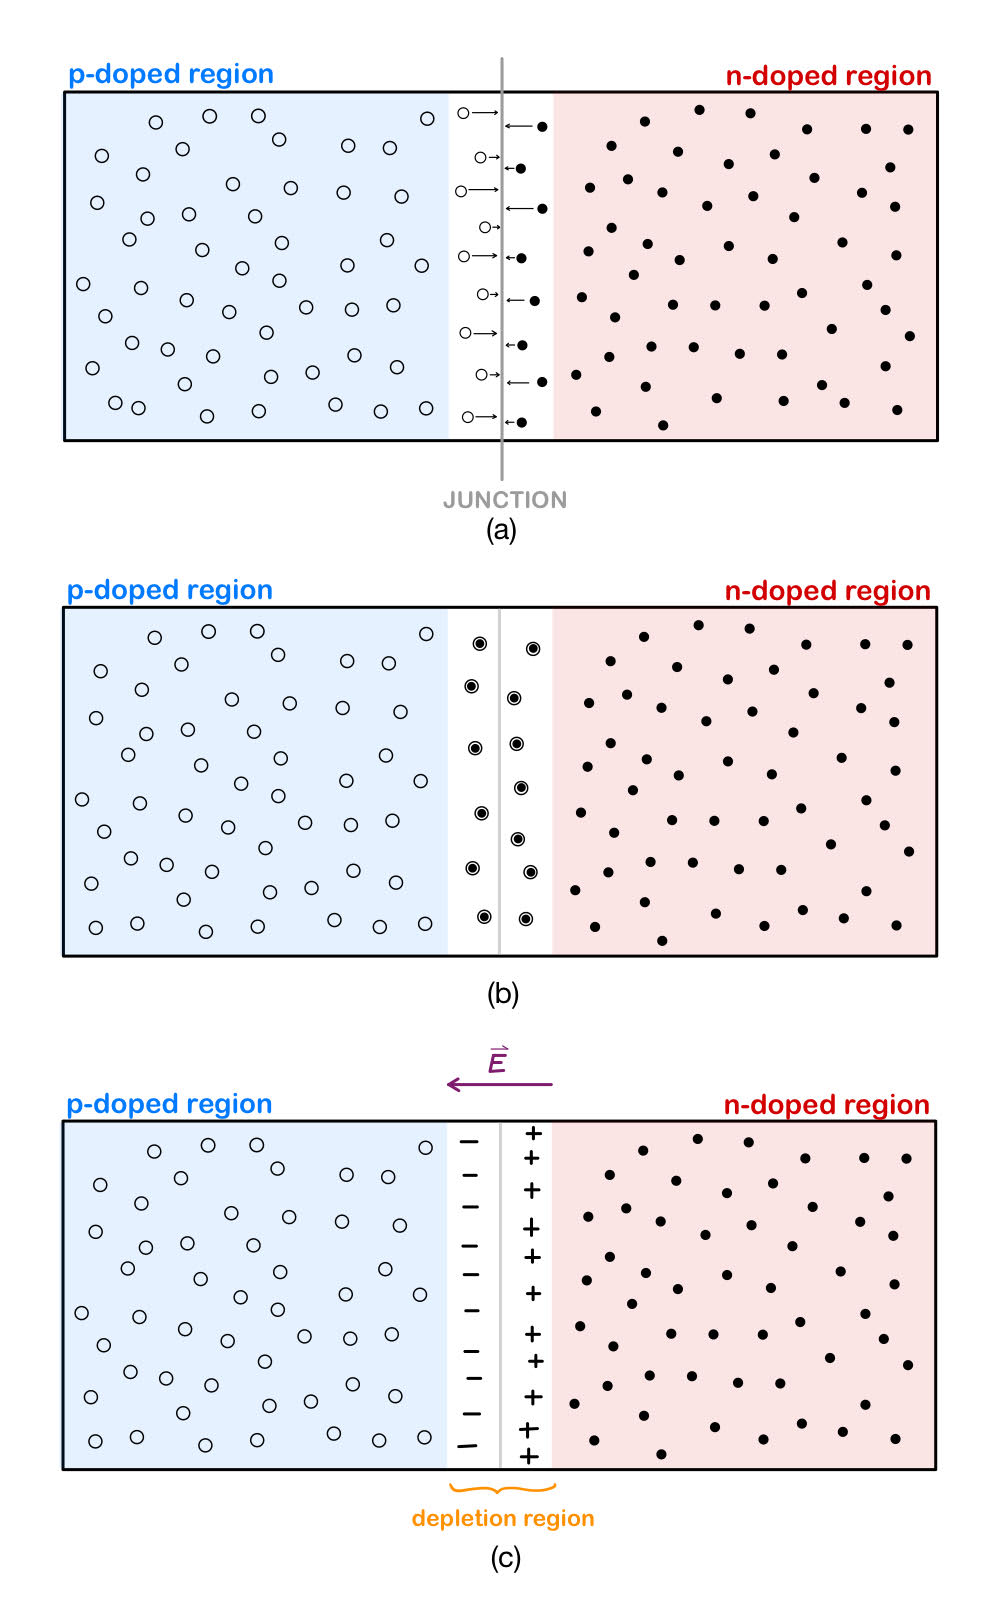 p-doped region
n-doped region
JUNCTION
(a)
p-doped region
n-doped region
(b)
E
p-doped region
n-doped region
depletion region
(c)